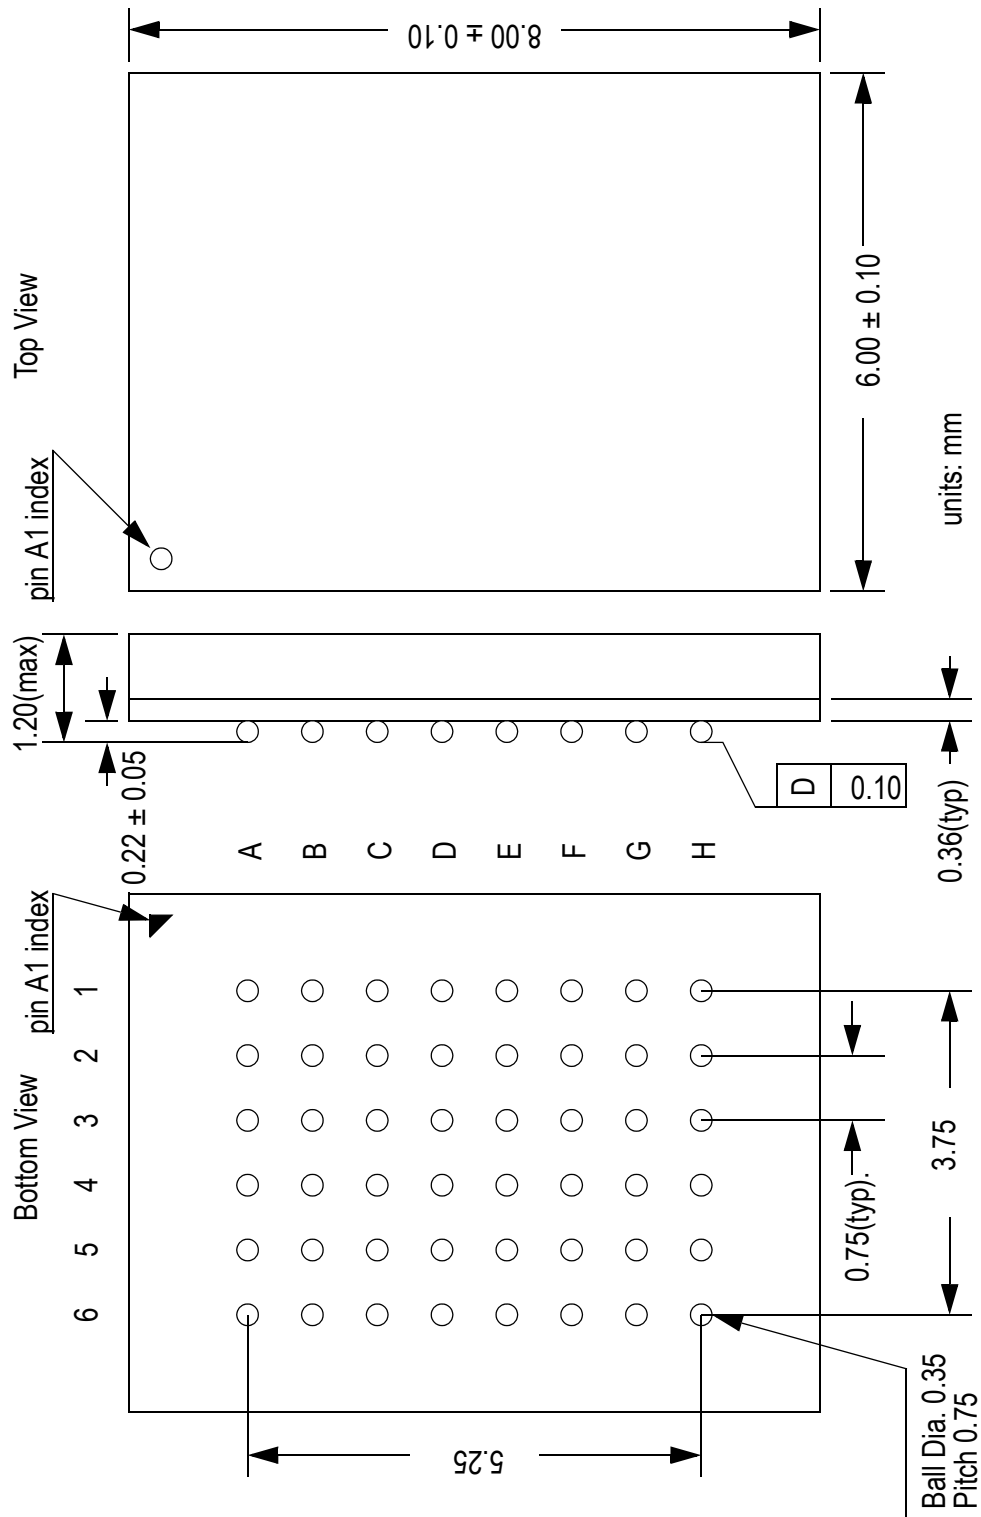 Top View
pin A1 index
8.00 ± 0.10
6.00 ± 0.10
units: mm
1.20(max)
0.22 ± 0.05
D 0.10
0.36(typ)
A
B
C
D
E
F
G
H
Bottom View
pin A1 index
1
2
3
4
5
6
0.75(typ).
3.75
5.25
Ball Dia. 0.35
Pitch 0.75